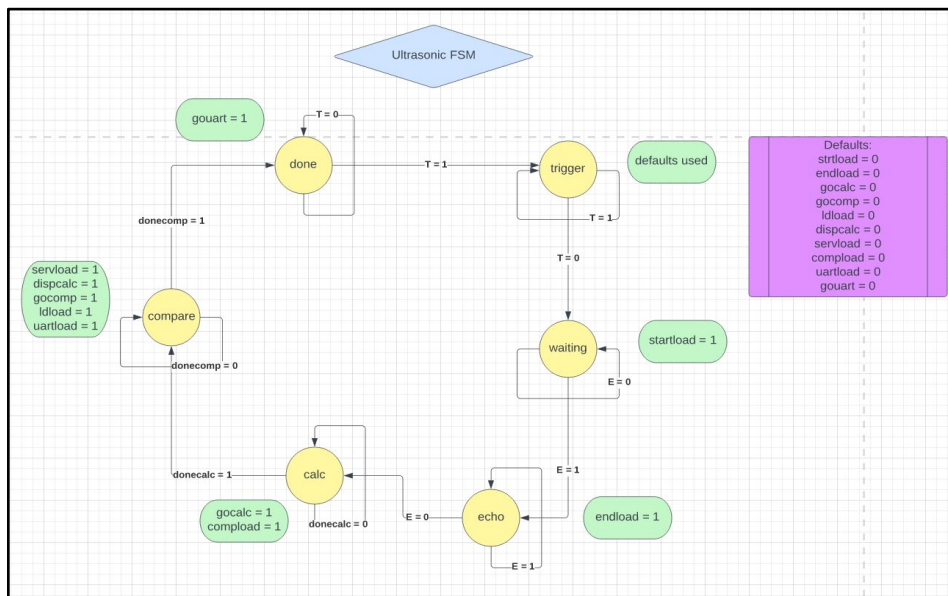 Ultrasonic FSM
gouart = 1
T = 0
done
T = 1
trigger
defaults used
T = 1
Defaults:
strtload = 0
endload = 0
gocalc = 0
gocomp = 0
ldload = 0
dispcalc = 0
servload = 0
compload = 0
uartload = 0
gouart = 0
donecomp = 1
T = 0
servload = 1
dispcalc = 1
gocomp = 1
ldload = 1
uartload = 1
compare
donecomp = 0
waiting
startload = 1
E = 0
donecalc = 1
calc
E = 1
gocalc = 1
compload = 1
donecalc = 0
E = 0
echo
endload = 1
E = 1